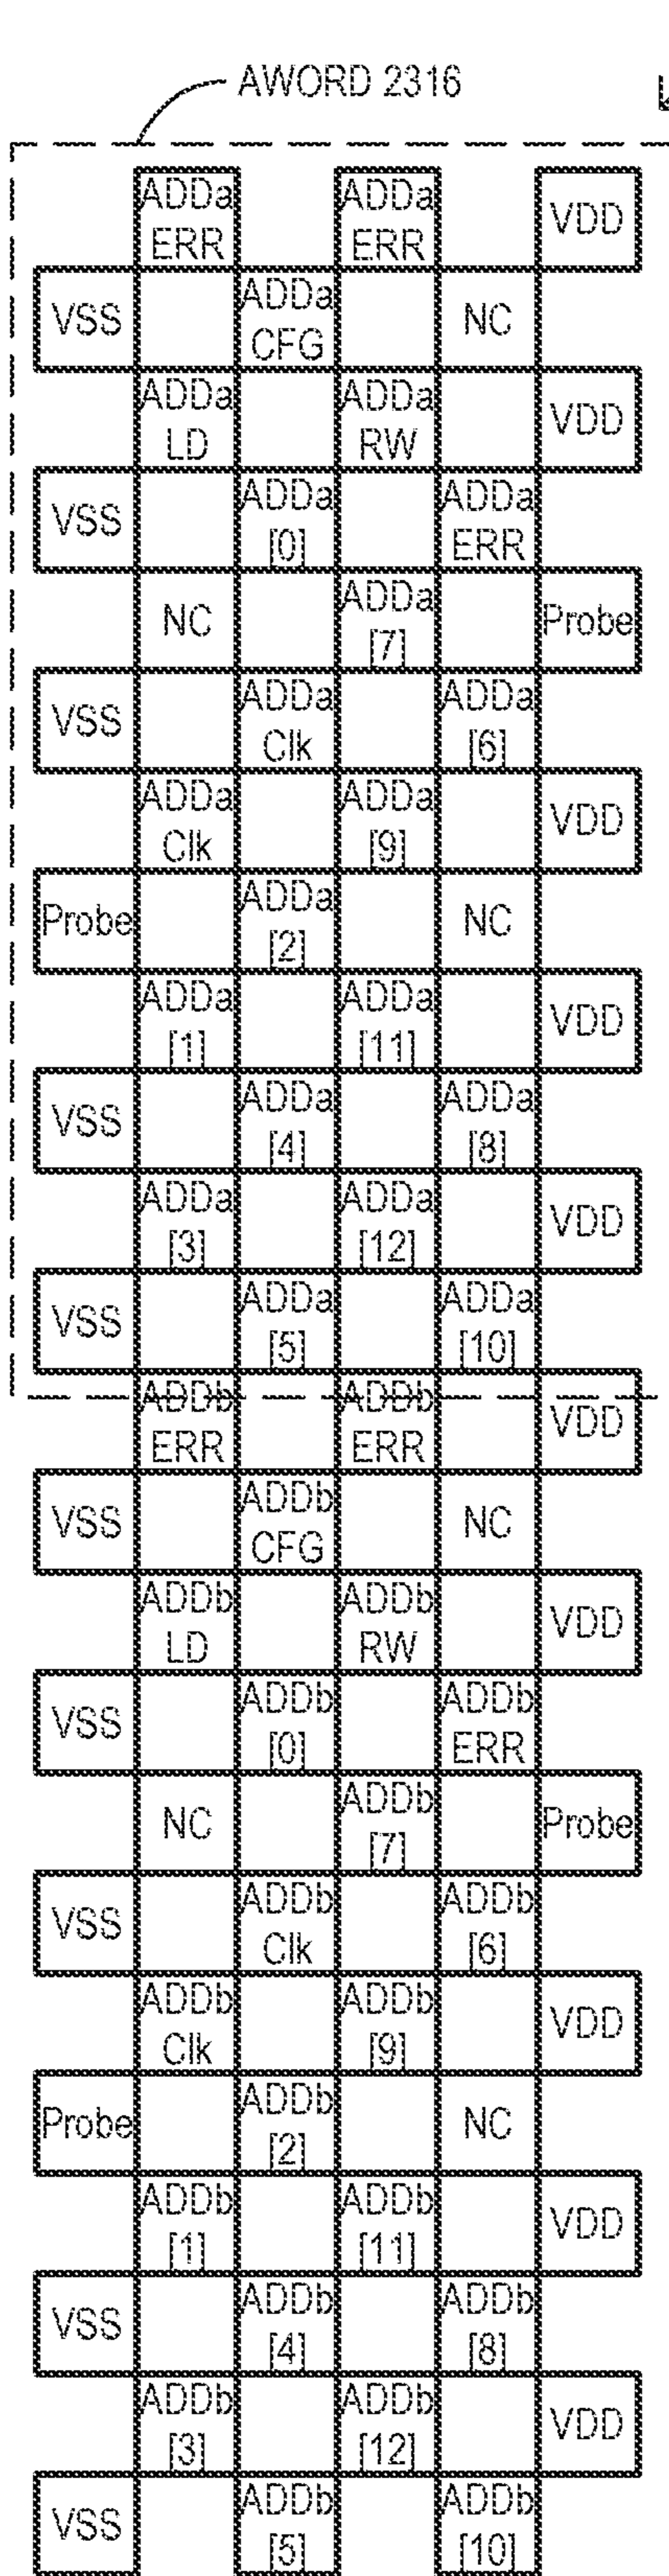 AWORD 2316
ADDa ADDa VDD
ERR ERR
VSS ADDa NC
CFG
ADDa ADDa VDD
LD RW
VSS ADDa ADDa
[0] ERR
NC ADDa Probe
[7]
VSS ADDa ADDa
Clk [6]
ADDa ADDa VDD
Clk [9]
Probe ADDa NC
[2]
ADDa ADDa VDD
[1] [11]
VSS ADDa ADDa
[4] [8]
ADDa ADDa VDD
[3] [12]
VSS ADDa ADDa
[5] [10]
ADDb ADDb VDD
ERR ERR
VSS ADDb NC
CFG
ADDb ADDb VDD
LD RW
VSS ADDb ADDb
[0] ERR
NC ADDb Probe
[7]
VSS ADDb ADDb
Clk [6]
ADDb ADDb VDD
Clk [9]
Probe ADDb NC
[2]
ADDb ADDb VDD
[1] [11]
VSS ADDb ADDb
[4] [8]
ADDb ADDb VDD
[3] [12]
VSS ADDb ADDb
[5] [10]